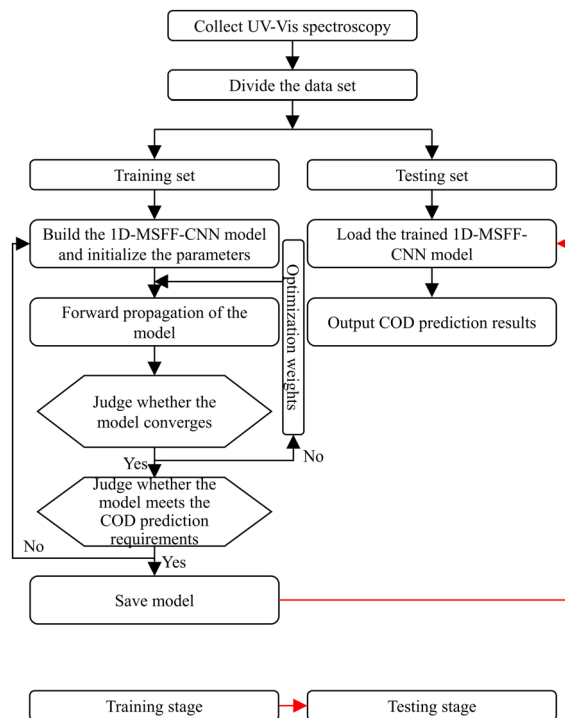 Collect UV-Vis spectroscopy
Divide the data set
Training set
Testing set
Build the 1D-MSFF-CNN model
and initialize the parameters
Load the trained 1D-MSFF-
CNN model
Optimization weights
Forward propagation of the
model
Output COD prediction results
Judge whether the
model converges
Yes
No
Judge whether the
model meets the
COD prediction
requirements
No
Yes
Save model
Training stage
Testing stage